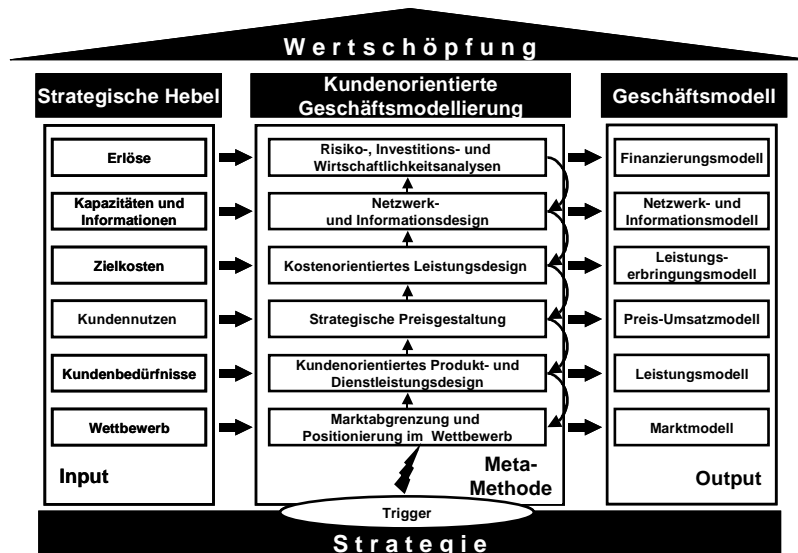 Wertschöpfung
Strategische Hebel
Kundenorientierte
Geschäftsmodellierung
Geschäftsmodell
Erlöse
Risiko-, Investitions- und
Wirtschaftlichkeitsanalysen
Finanzierungsmodell
Kapazitäten und
Informationen
Netzwerk-
und Informationsdesign
Netzwerk- und
Informationsmodell
Zielkosten
Kostenorientiertes Leistungsdesign
Leistungs-
erbringungsmodell
Kundennutzen
Strategische Preisgestaltung
Preis-Umsatzmodell
Kundenbedürfnisse
Kundenorientiertes Produkt- und
Dienstleistungsdesign
Leistungsmodell
Wettbewerb
Marktabgrenzung und
Positionierung im Wettbewerb
Marktmodell
Input
Meta-
Methode
Output
Trigger
Strategie